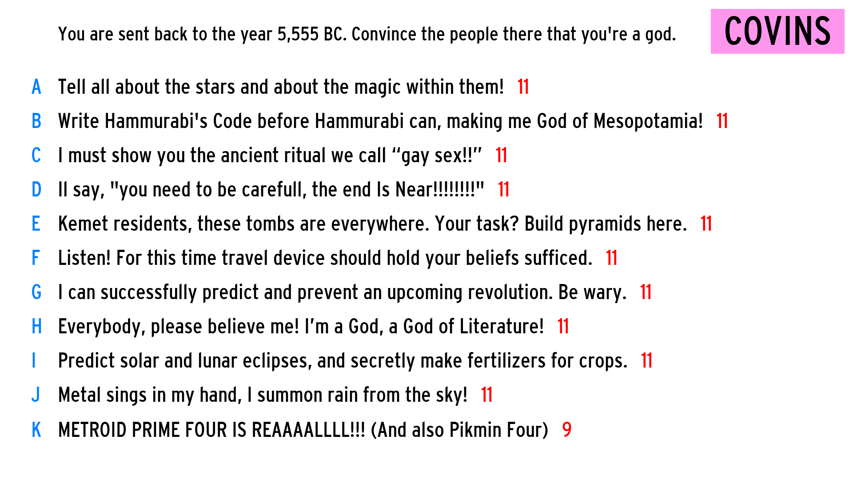 You are sent back to the year 5,555 BC. Convince the people there that you're a god.
COVINS
A Tell all about the stars and about the magic within them! 11
B Write Hammurabi's Code before Hammurabi can, making me God of Mesopotamia! 11
C I must show you the ancient ritual we call “gay sex!!” 11
D Il say, "you need to be carefull, the end Is Near!!!!!!!!" 11
E Kemet residents, these tombs are everywhere. Your task? Build pyramids here. 11
F Listen! For this time travel device should hold your beliefs sufficed. 11
G I can successfully predict and prevent an upcoming revolution. Be wary. 11
H Everybody, please believe me! I’m a God, a God of Literature! 11
I Predict solar and lunar eclipses, and secretly make fertilizers for crops. 11
J Metal sings in my hand, I summon rain from the sky! 11
K METROID PRIME FOUR IS REAAAALLLL!!! (And also Pikmin Four) 9